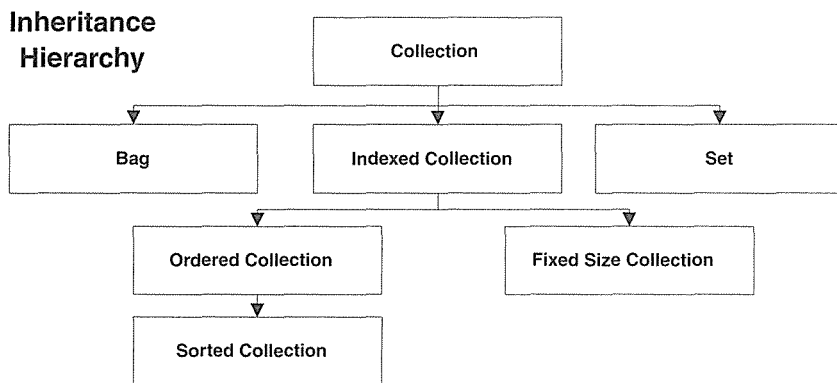 Inheritance
Hierarchy
Collection
Bag
Indexed Collection
Set
Ordered Collection
Fixed Size Collection
Sorted Collection